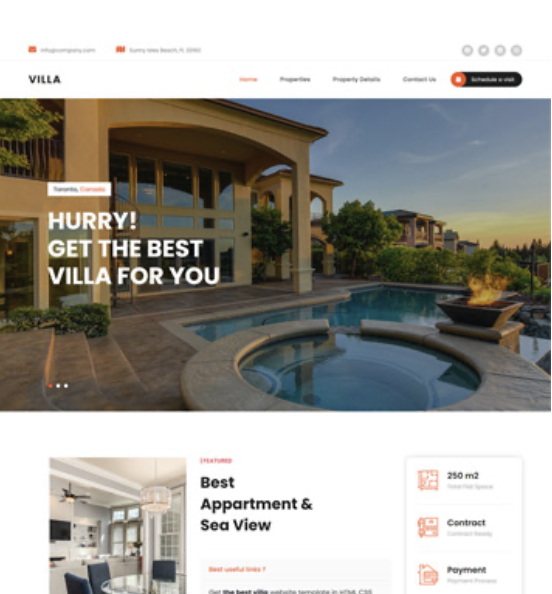 info@company.com
Sunny Isles Beach, FL 33160
VILLA
Home
Properties
Property Details
Contact Us
Schedule a visit
Toronto, Canada
HURRY!
GET THE BEST
VILLA FOR YOU
| FEATURED
Best
Appartment &
Sea View
Best useful links ?
Get the best villa website template in HTML CSS
250 m2
Total Flat Space
Contract
Contract Ready
Payment
Payment Process